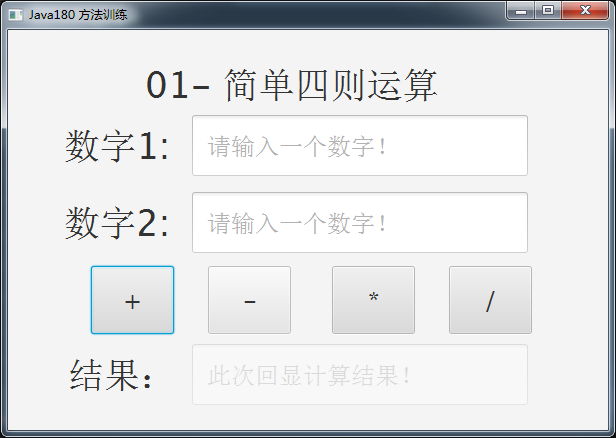 Java180 方法训练
01- 简单四则运算
数字1: 请输入一个数字！
数字2: 请输入一个数字！
+ - * /
结果： 此次回显计算结果！